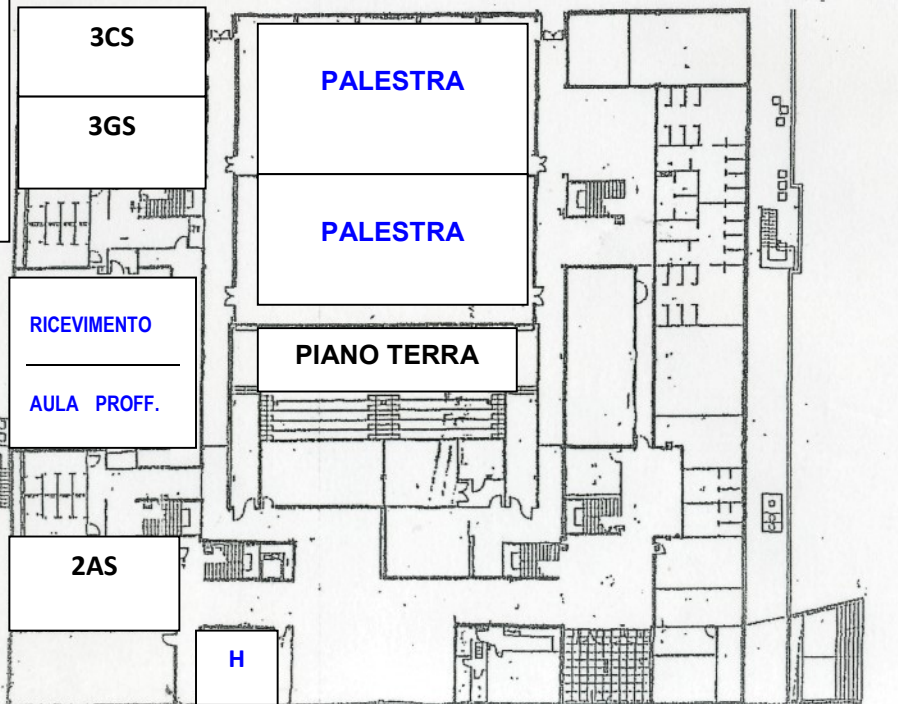 3CS
3GS
PALESTRA
PALESTRA
RICEVIMENTO
AULA PROFF.
PIANO TERRA
2AS
H